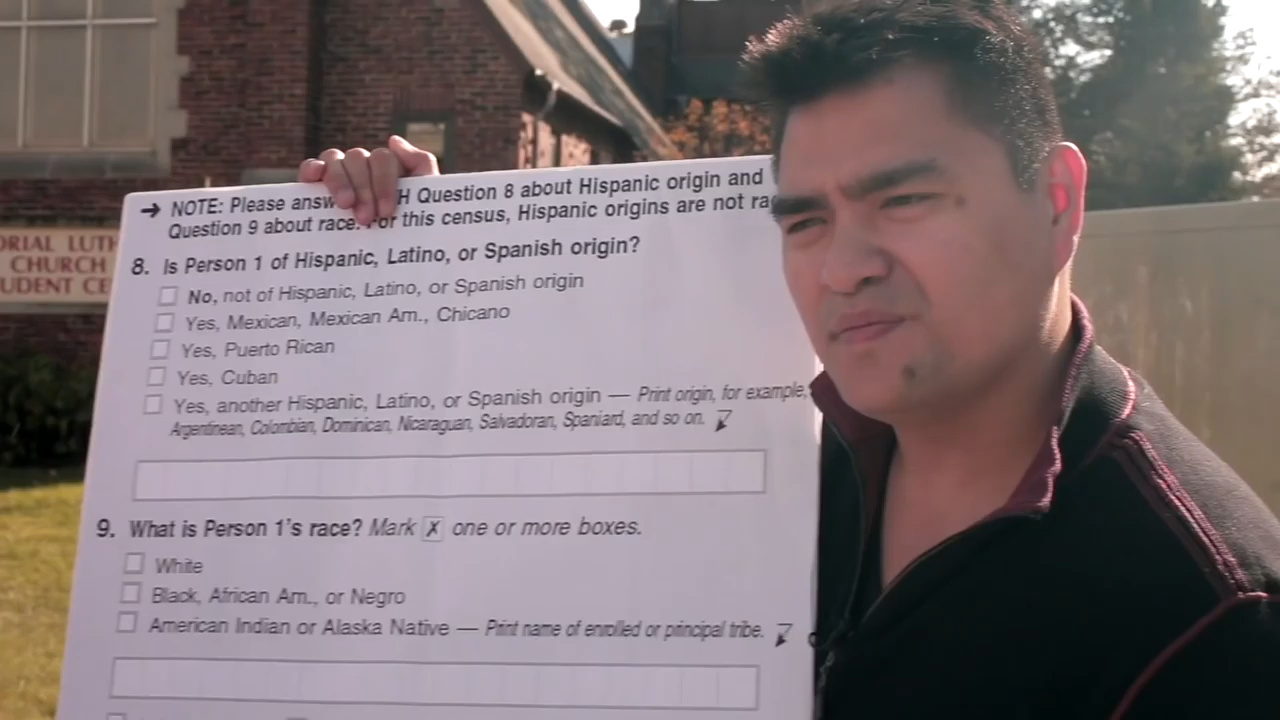 ORIAL LUTH
CHURCH
UDENT CE
→ NOTE: Please answ H Question 8 about Hispanic origin and
Question 9 about race. For this census, Hispanic origins are not ra
8. Is Person 1 of Hispanic, Latino, or Spanish origin?
No, not of Hispanic, Latino, or Spanish origin
Yes, Mexican, Mexican Am., Chicano
Yes, Puerto Rican
Yes, Cuban
Yes, another Hispanic, Latino, or Spanish origin — Print origin, for example,
Argentinean, Colombian, Dominican, Nicaraguan, Salvadoran, Spaniard, and so on.
9. What is Person 1's race? Mark X one or more boxes.
White
Black, African Am., or Negro
American Indian or Alaska Native — Print name of enrolled or principal tribe.